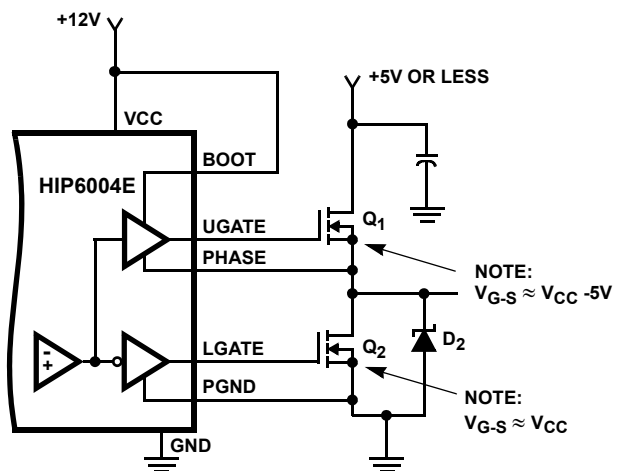 +12V
+5V OR LESS
VCC
BOOT
HIP6004E
UGATE
Q1
PHASE
NOTE:
VG-S ≈ VCC -5V
- +
D2
LGATE
Q2
PGND
NOTE:
VG-S ≈ VCC
GND